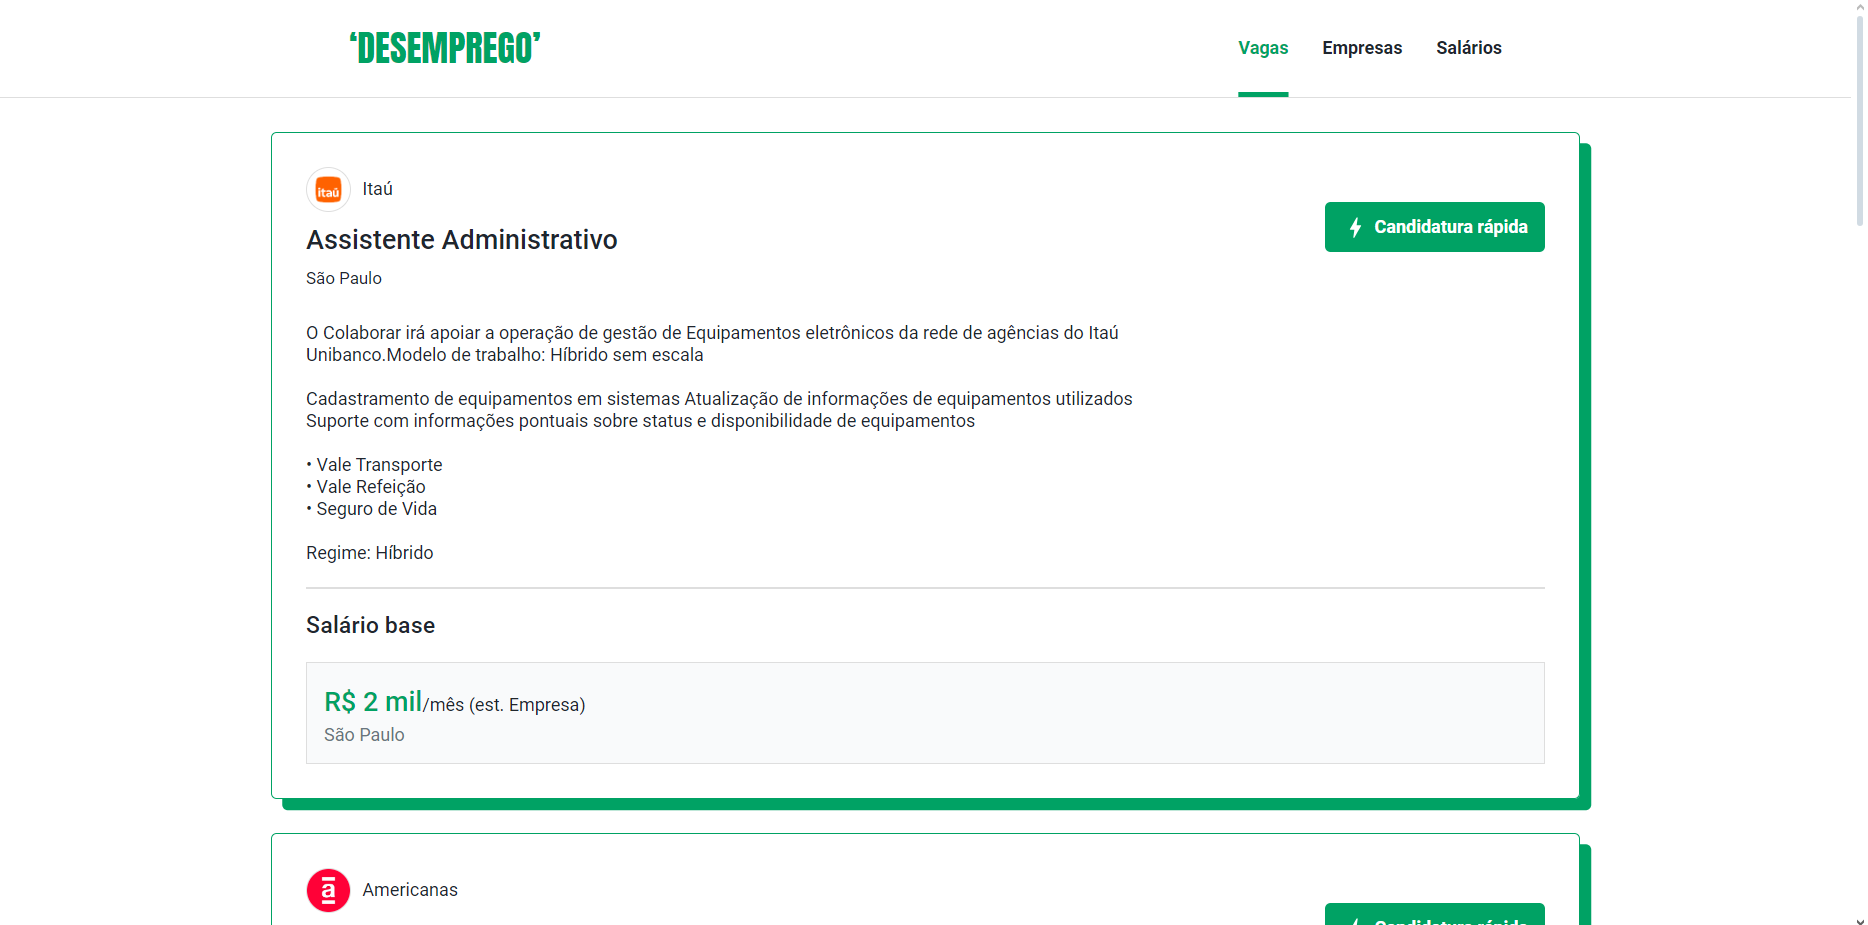 ‘DESEMPREGO’
Vagas
Empresas
Salários
itaú
Itaú
Assistente Administrativo
São Paulo
Candidatura rápida
O Colaborar irá apoiar a operação de gestão de Equipamentos eletrônicos da rede de agências do Itaú
Unibanco.Modelo de trabalho: Híbrido sem escala
Cadastramento de equipamentos em sistemas Atualização de informações de equipamentos utilizados
Suporte com informações pontuais sobre status e disponibilidade de equipamentos
• Vale Transporte
• Vale Refeição
• Seguro de Vida
Regime: Híbrido
Salário base
R$ 2 mil/mês (est. Empresa)
São Paulo
a
Americanas
Candidatura rápida